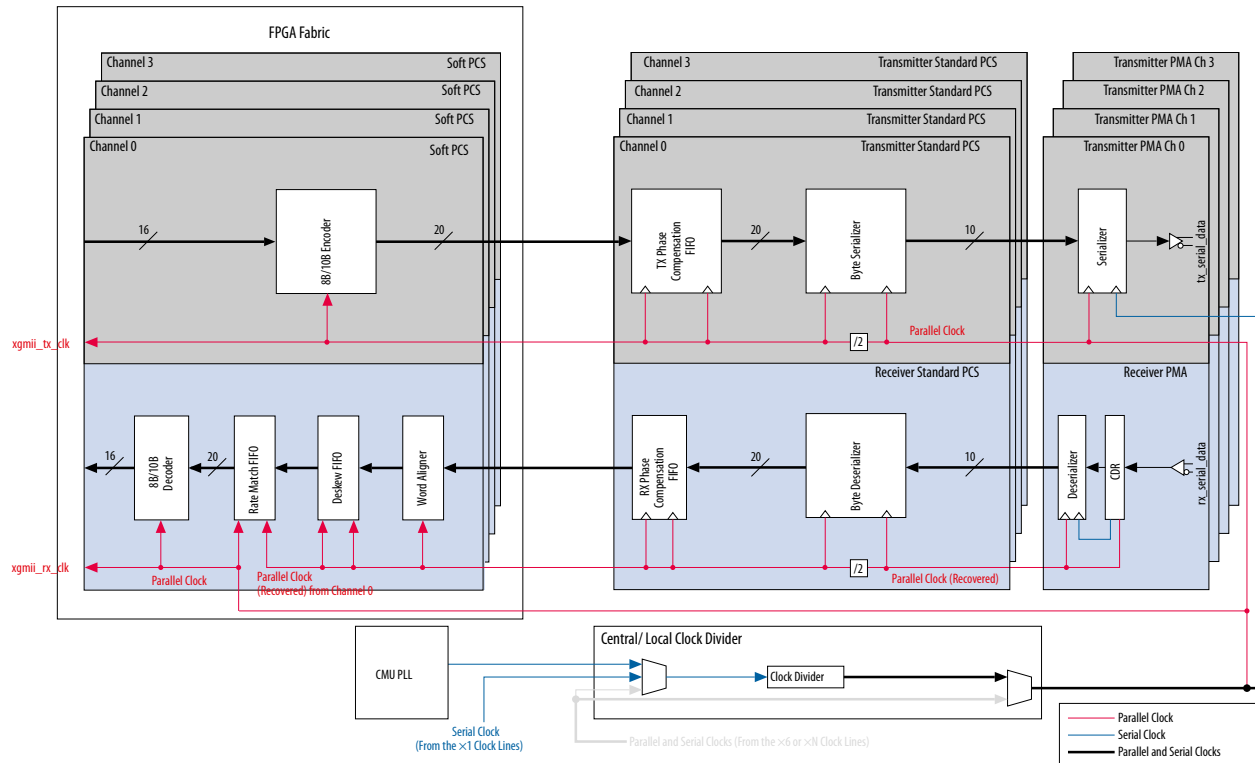 FPGA Fabric
Channel 3
Soft PCS
Channel 2
Soft PCS
Channel 1
Soft PCS
Channel 0
Soft PCS
16
8B/10B Encoder
20
xgmii_tx_clk
16
8B/10B
Decoder
20
Rate Match FIFO
Deskew FIFO
Word Aligner
xgmii_rx_clk
Parallel Clock
Parallel Clock
(Recovered) from Channel 0
Channel 3
Transmitter Standard PCS
Channel 2
Transmitter Standard PCS
Channel 1
Transmitter Standard PCS
Channel 0
Transmitter Standard PCS
TX Phase
Compensation
FIFO
20
Byte Serializer
10
/2
Parallel Clock
Receiver Standard PCS
RX Phase
Compensation
FIFO
20
Byte Deserializer
10
/2
Parallel Clock (Recovered)
Transmitter PMA Ch 3
Transmitter PMA Ch 2
Transmitter PMA Ch 1
Transmitter PMA Ch 0
Serializer
tx_serial_data
Receiver PMA
Deserializer
CDR
rx_serial_data
CMU PLL
Central/ Local Clock Divider
Clock Divider
Serial Clock
(From the ×1 Clock Lines)
Parallel and Serial Clocks (From the ×6 or ×N Clock Lines)
Parallel Clock
Serial Clock
Parallel and Serial Clocks